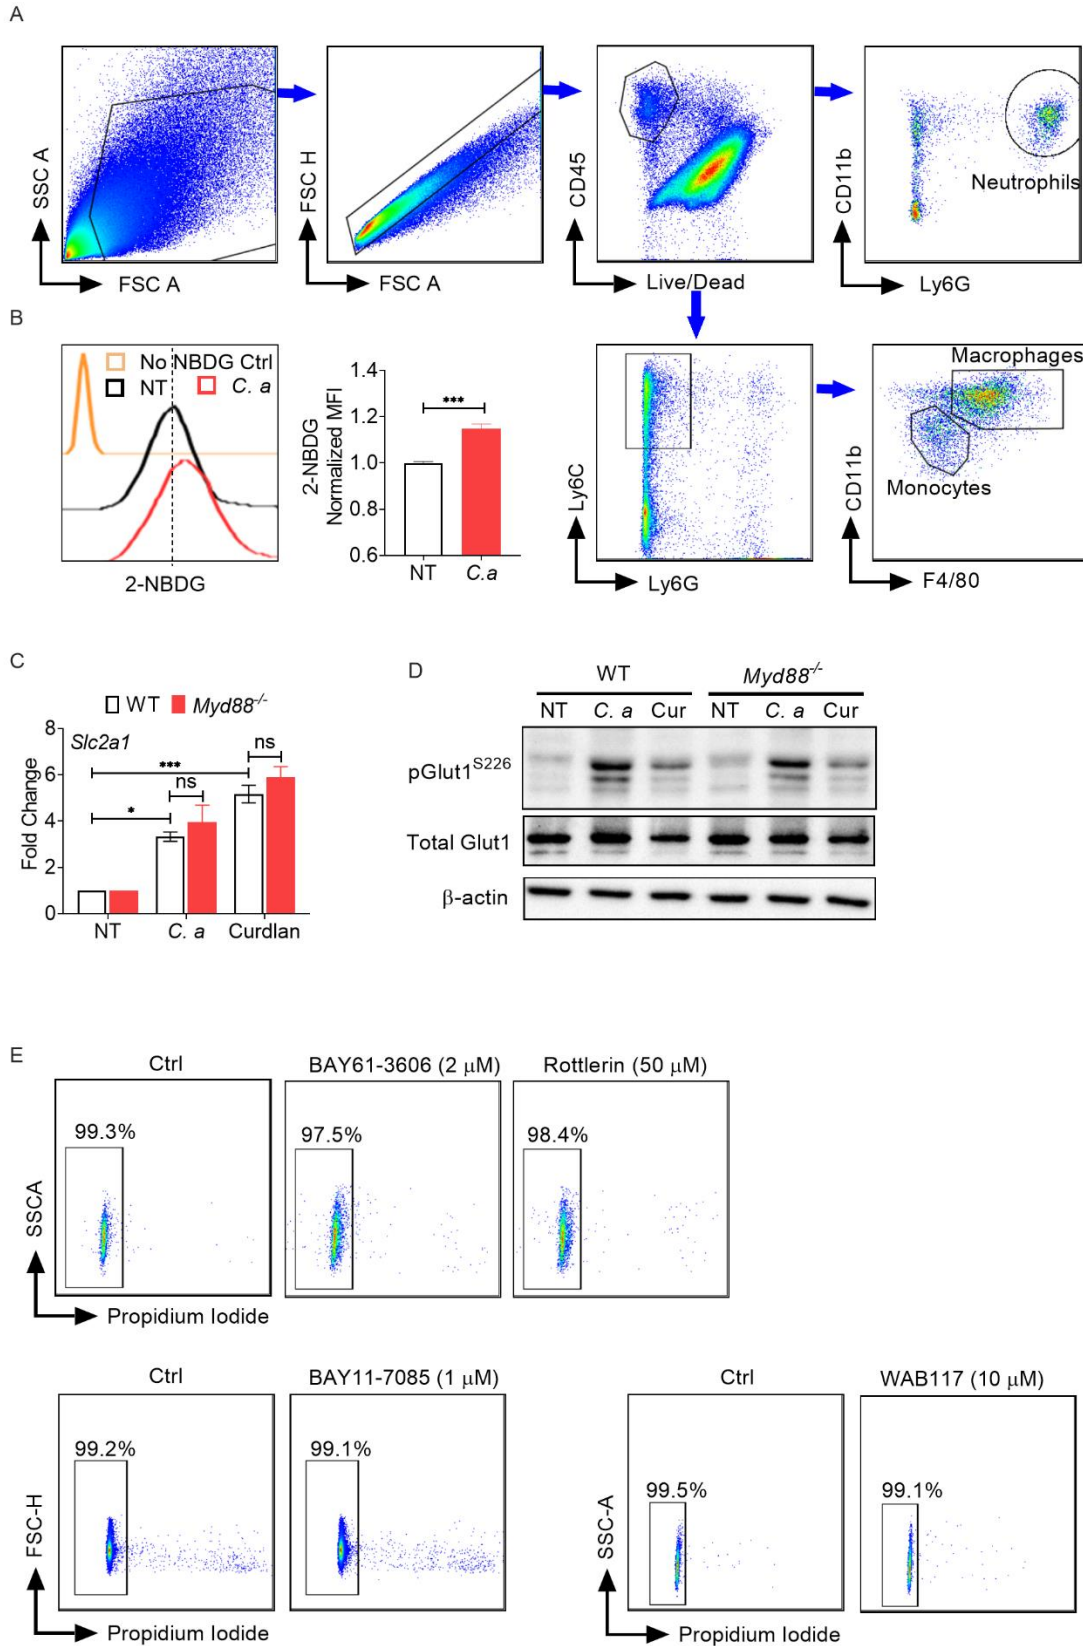 A
SSC A
FSC A
FSC H
FSC A
CD45
Live/Dead
CD11b
Neutrophils
Ly6G
B
No NBDG Ctrl
NT C. a
2-NBDG
2-NBDG
Normalized MFI
1.4
1.2
1.0
0.8
0.6
***
NT C.a
Ly6C
Ly6G
Macrophages
CD11b
Monocytes
F4/80
C
WT Myd88-/-
Slc2a1
Fold Change
8
6
4
2
0
ns
***
ns
*
NT C. a Curdlan
D
WT Myd88-/-
NT C. a Cur NT C. a Cur
pGlut1S226
Total Glut1
β-actin
E
Ctrl BAY61-3606 (2 μM) Rottlerin (50 μM)
99.3% 97.5% 98.4%
SSCA
Propidium Iodide
Ctrl BAY11-7085 (1 μM)
99.2% 99.1%
FSC-H
Propidium Iodide
Ctrl WAB117 (10 μM)
99.5% 99.1%
SSC-A
Propidium Iodide